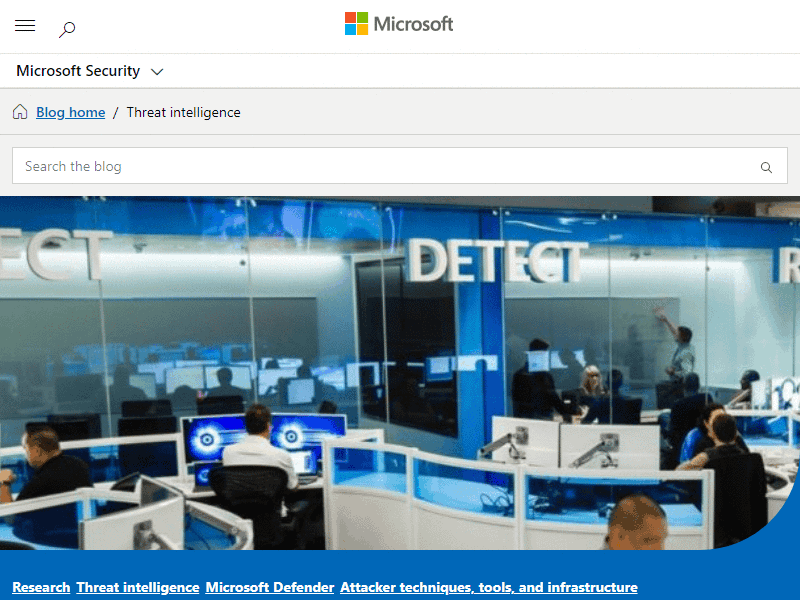 Microsoft
Microsoft Security
Blog home / Threat intelligence
Search the blog
ECT DETECT R
Research Threat intelligence Microsoft Defender Attacker techniques, tools, and infrastructure